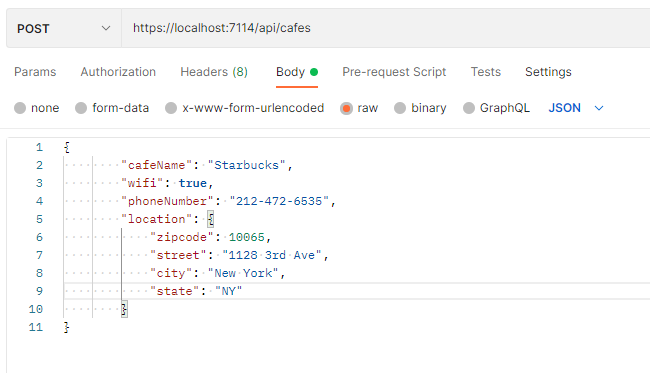 POST https://localhost:7114/api/cafes
Params Authorization Headers (8) Body Pre-request Script Tests Settings
none form-data x-www-form-urlencoded raw binary GraphQL JSON
1 {
2 "cafeName": "Starbucks",
3 "wifi": true,
4 "phoneNumber": "212-472-6535",
5 "location": {
6 "zipcode": 10065,
7 "street": "1128 3rd Ave",
8 "city": "New York",
9 "state": "NY"
10 }
11 }